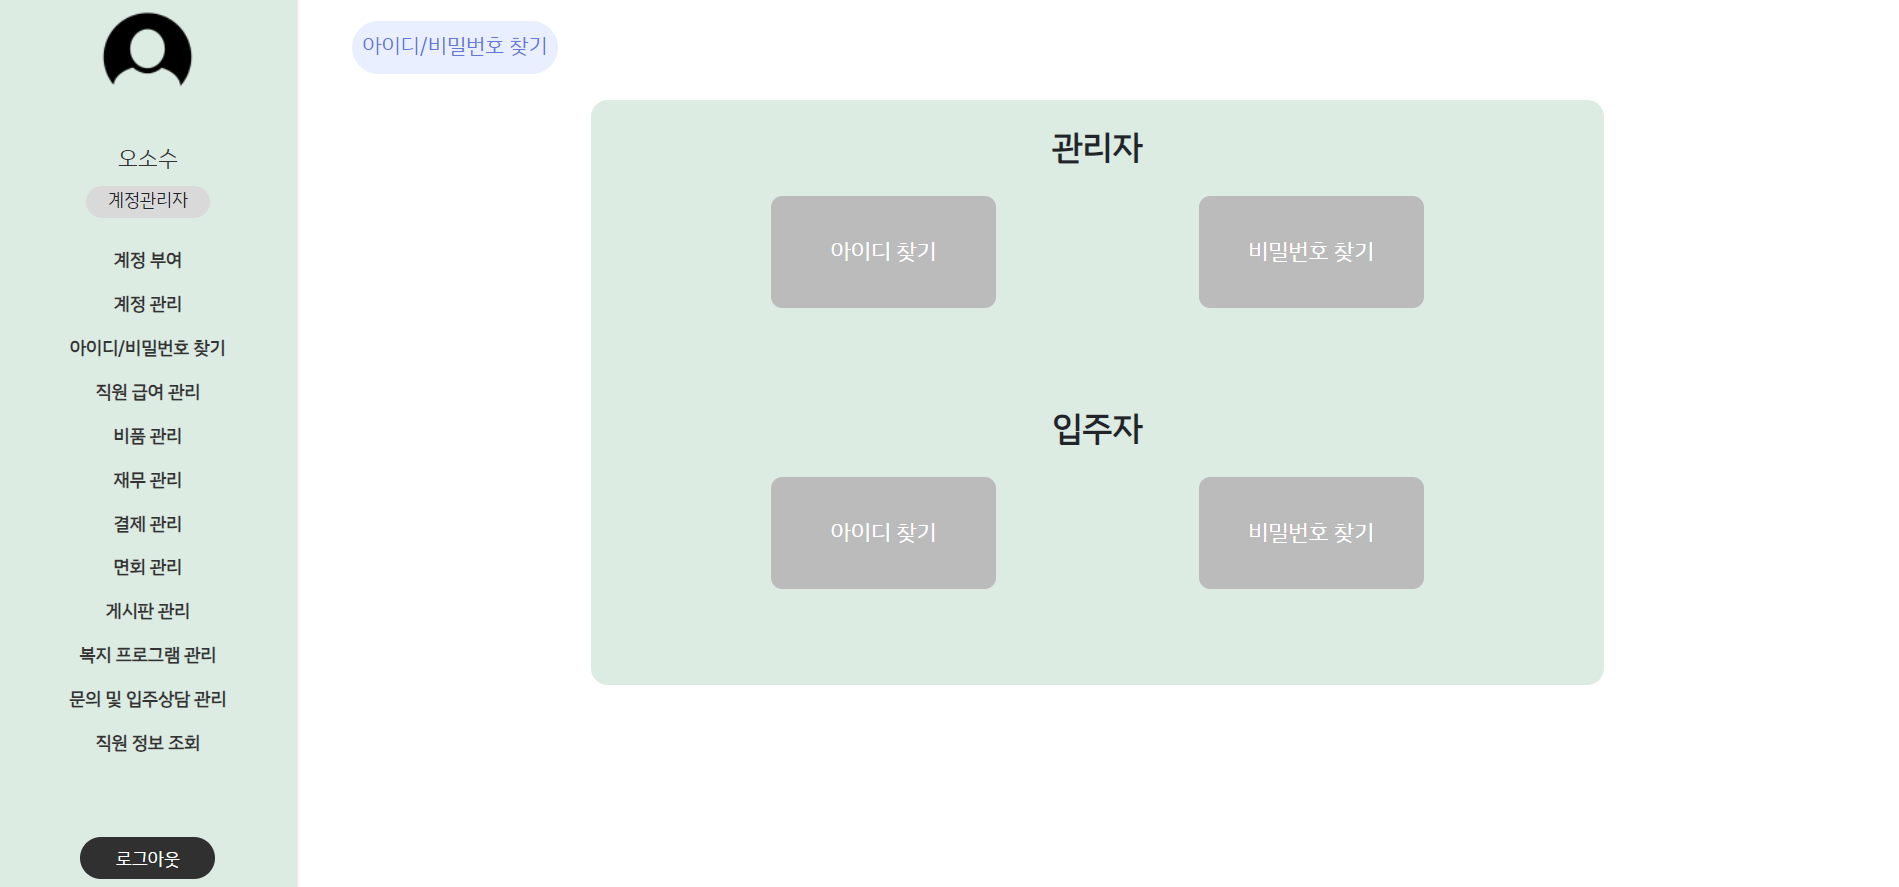 오소수
계정관리자
계정 부여
계정 관리
아이디/비밀번호 찾기
직원 급여 관리
비품 관리
재무 관리
결제 관리
면회 관리
게시판 관리
복지 프로그램 관리
문의 및 입주상담 관리
직원 정보 조회
로그아웃
아이디/비밀번호 찾기
관리자
아이디 찾기 비밀번호 찾기
입주자
아이디 찾기 비밀번호 찾기